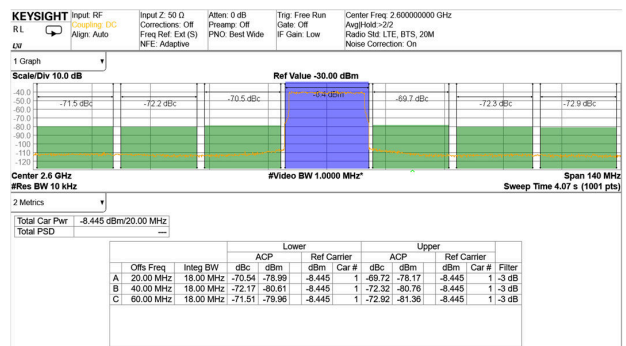 KEYSIGHT Input: RF Input Z: 50 Ω Atten: 0 dB Trig: Free Run Center Freq: 2.600000000 GHz
RL Coupling: DC Corrections: Off Preamp: Off Gate: Off Avg|Hold:>2/2
Align: Auto Freq Ref: Ext (S) PNO: Best Wide IF Gain: Low Radio Std: LTE, BTS, 20M
LXI NFE: Adaptive Noise Correction: On
1 Graph
Scale/Div 10.0 dB Ref Value -30.00 dBm
-40.0
-50.0
-60.0
-70.0
-80.0
-90.0
-100
-110
-120
-71.5 dBc -72.2 dBc -70.5 dBc -8.4 dBm -69.7 dBc -72.3 dBc -72.9 dBc
Center 2.6 GHz #Video BW 1.0000 MHz* Span 140 MHz
#Res BW 10 kHz Sweep Time 4.07 s (1001 pts)
2 Metrics
Total Car Pwr -8.445 dBm/20.00 MHz
Total PSD ---
Lower Upper
ACP Ref Carrier ACP Ref Carrier
Offs Freq Integ BW dBc dBm dBm Car # dBc dBm dBm Car # Filter
A 20.00 MHz 18.00 MHz -70.54 -78.99 -8.445 1 -69.72 -78.17 -8.445 1 -3 dB
B 40.00 MHz 18.00 MHz -72.17 -80.61 -8.445 1 -72.32 -80.76 -8.445 1 -3 dB
C 60.00 MHz 18.00 MHz -71.51 -79.96 -8.445 1 -72.92 -81.36 -8.445 1 -3 dB